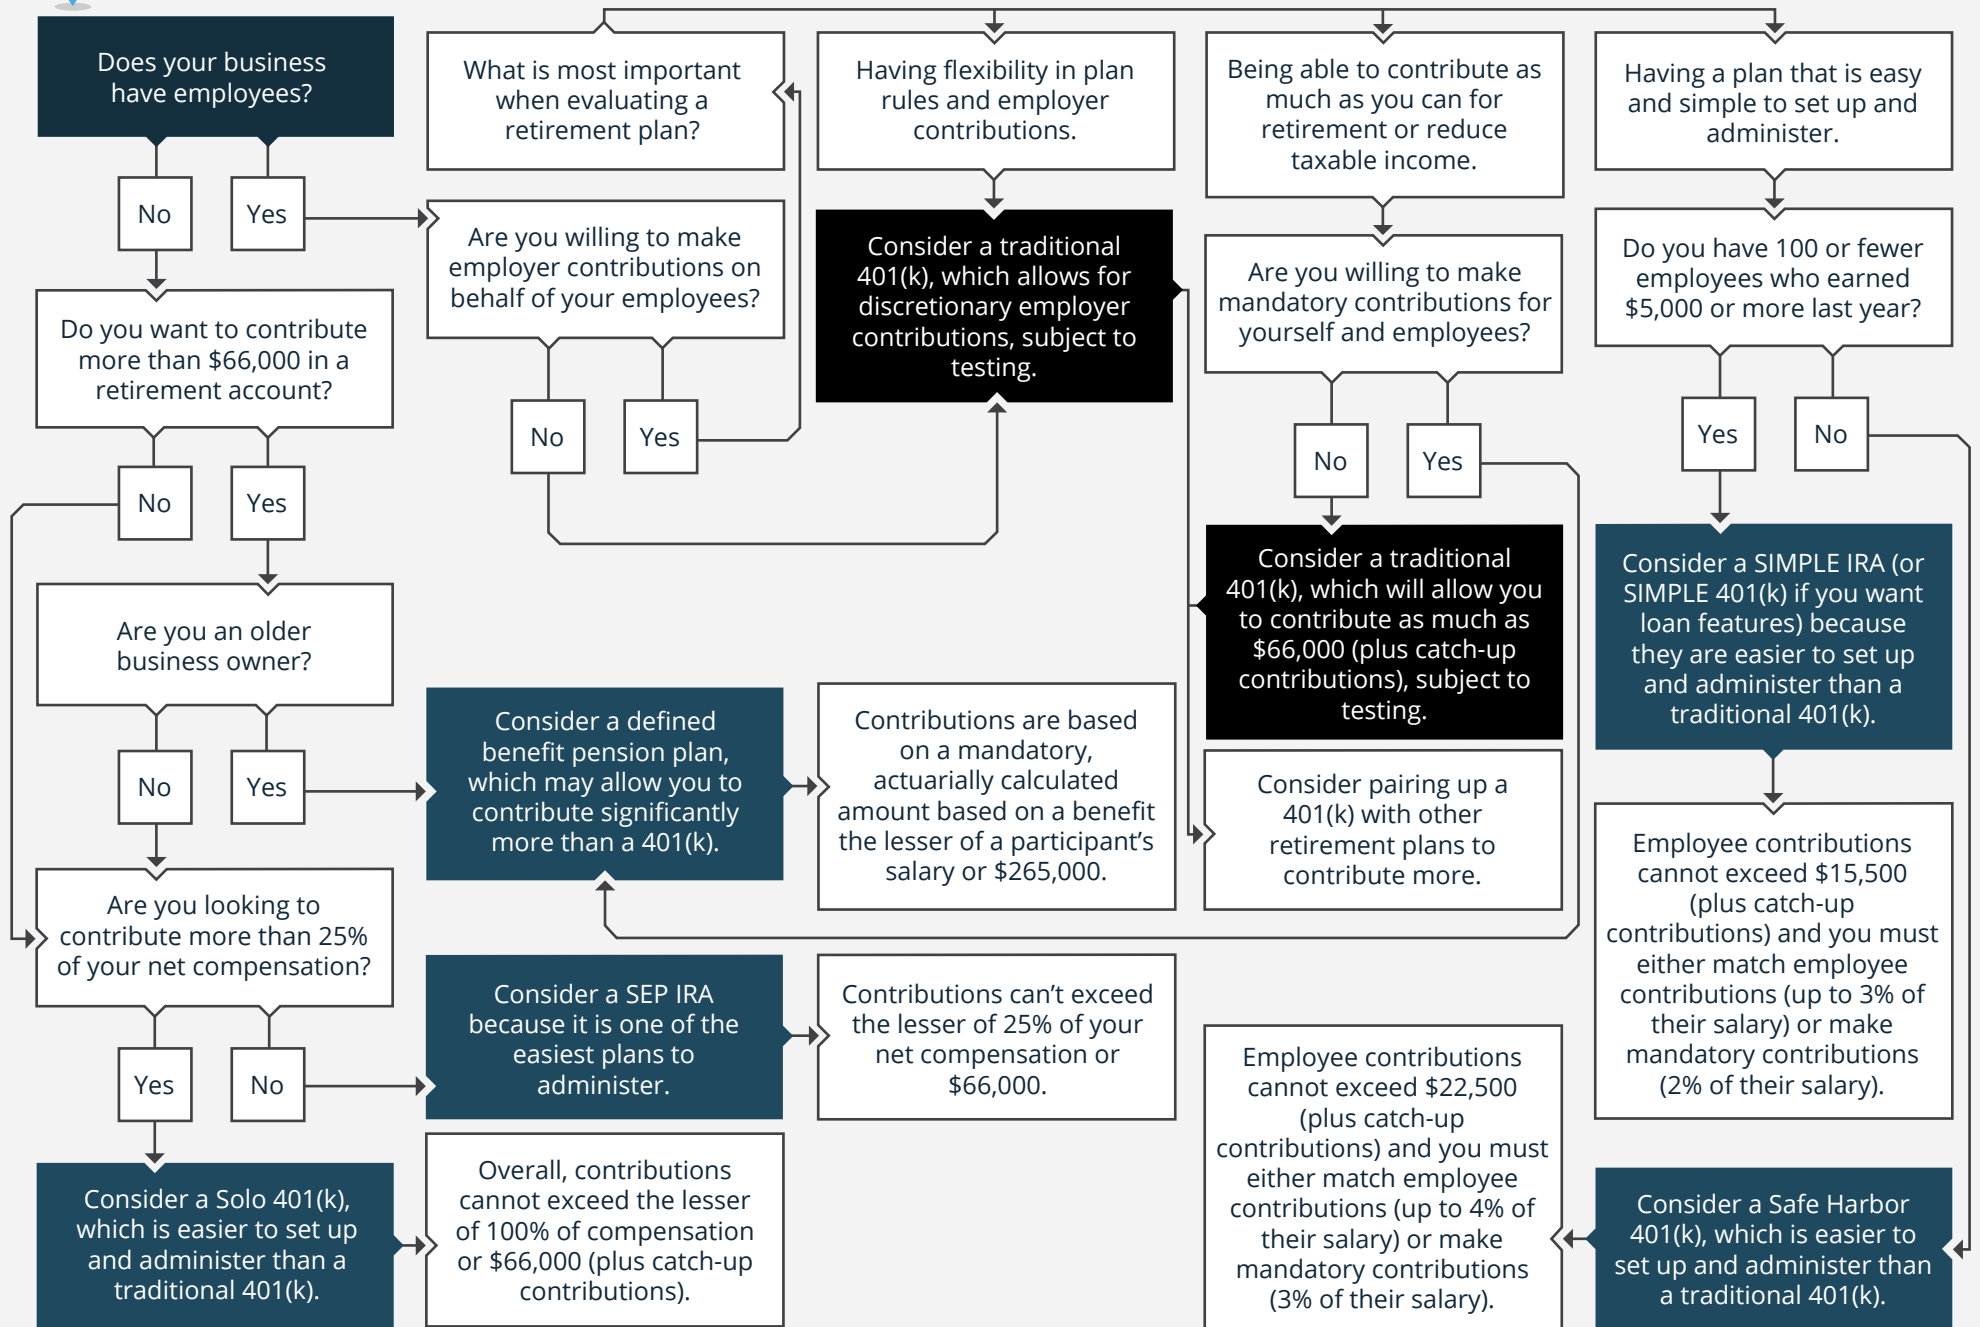 Does your business
have employees?
No
Yes
Do you want to contribute
more than $66,000 in a
retirement account?
No
Yes
Are you an older
business owner?
No
Yes
Are you looking to
contribute more than 25%
of your net compensation?
Yes
No
Consider a Solo 401(k),
which is easier to set up
and administer than a
traditional 401(k).
What is most important
when evaluating a
retirement plan?
Are you willing to make
employer contributions on
behalf of your employees?
No
Yes
Consider a defined
benefit pension plan,
which may allow you to
contribute significantly
more than a 401(k).
Consider a SEP IRA
because it is one of the
easiest plans to
administer.
Overall, contributions
cannot exceed the lesser
of 100% of compensation
or $66,000 (plus catch-up
contributions).
Having flexibility in plan
rules and employer
contributions.
Consider a traditional
401(k), which allows for
discretionary employer
contributions, subject to
testing.
Contributions are based
on a mandatory,
actuarially calculated
amount based on a benefit
the lesser of a participant’s
salary or $265,000.
Contributions can’t exceed
the lesser of 25% of your
net compensation or
$66,000.
Being able to contribute as
much as you can for
retirement or reduce
taxable income.
Are you willing to make
mandatory contributions for
yourself and employees?
No
Yes
Consider a traditional
401(k), which will allow you
to contribute as much as
$66,000 (plus catch-up
contributions), subject to
testing.
Consider pairing up a
401(k) with other
retirement plans to
contribute more.
Employee contributions
cannot exceed $22,500
(plus catch-up
contributions) and you must
either match employee
contributions (up to 4% of
their salary) or make
mandatory contributions
(3% of their salary).
Having a plan that is easy
and simple to set up and
administer.
Do you have 100 or fewer
employees who earned
$5,000 or more last year?
Yes
No
Consider a SIMPLE IRA (or
SIMPLE 401(k) if you want
loan features) because
they are easier to set up
and administer than a
traditional 401(k).
Employee contributions
cannot exceed $15,500
(plus catch-up
contributions) and you must
either match employee
contributions (up to 3% of
their salary) or make
mandatory contributions
(2% of their salary).
Consider a Safe Harbor
401(k), which is easier to
set up and administer than
a traditional 401(k).